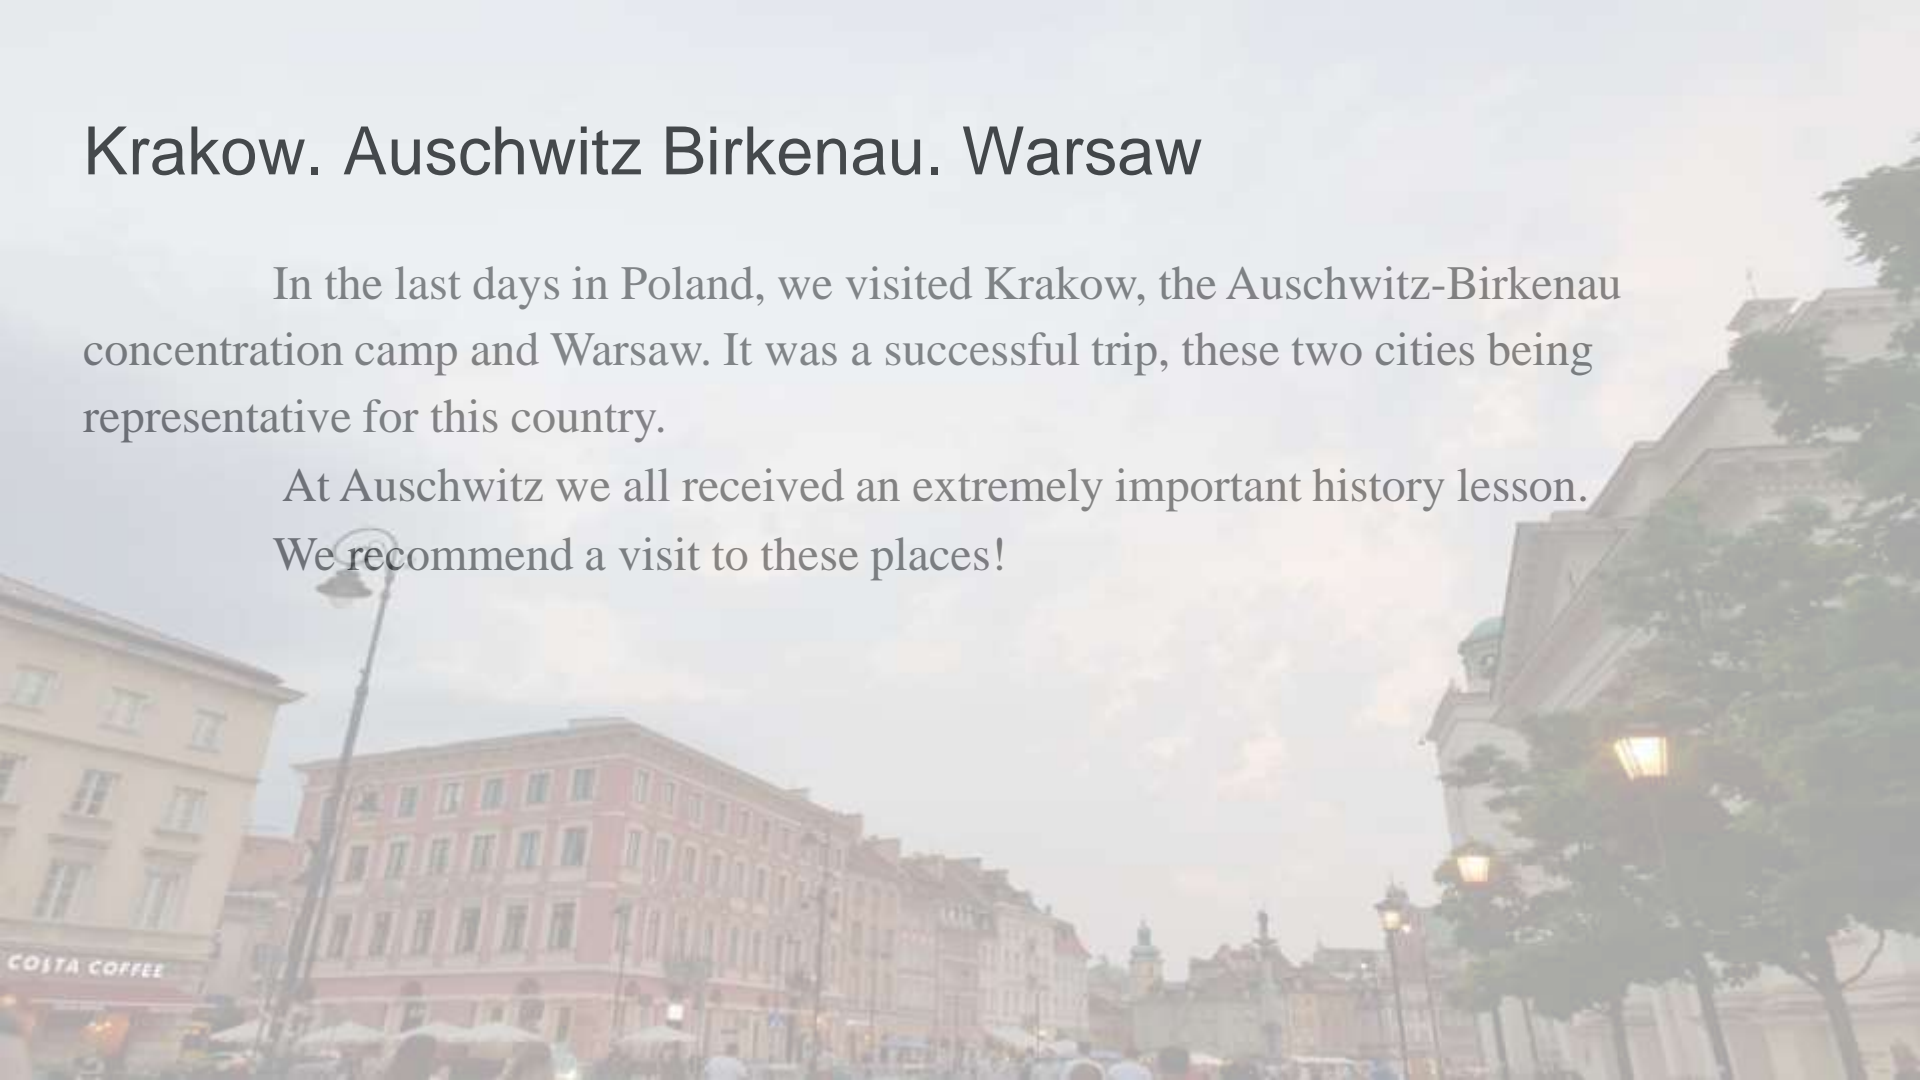 Krakow. Auschwitz Birkenau. Warsaw
In the last days in Poland, we visited Krakow, the Auschwitz-Birkenau
concentration camp and Warsaw. It was a successful trip, these two cities being
representative for this country.
At Auschwitz we all received an extremely important history lesson.
We recommend a visit to these places!
COSTA COFFEE